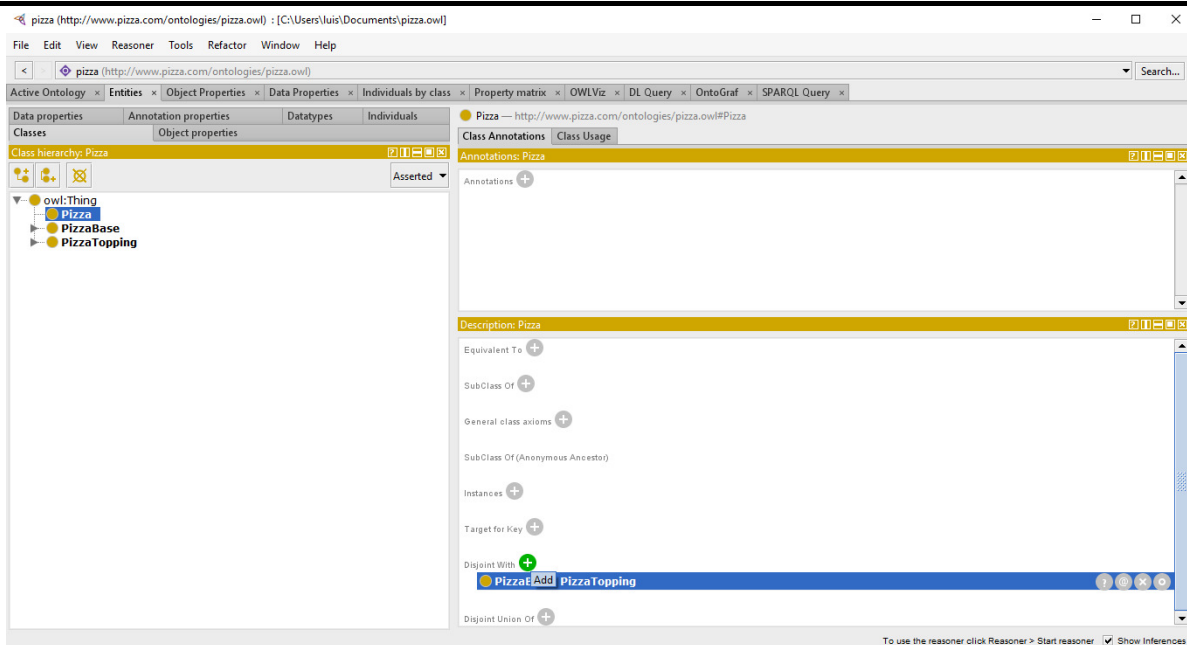 pizza (http://www.pizza.com/ontologies/pizza.owl) : [C:\Users\luis\Documents\pizza.owl]
File Edit View Reasoner Tools Refactor Window Help
< pizza (http://www.pizza.com/ontologies/pizza.owl) Search...
Active Ontology × Entities × Object Properties × Data Properties × Individuals by class × Property matrix × OWLViz × DL Query × OntoGraf × SPARQL Query ×
Data properties Annotation properties Datatypes Individuals
Classes Object properties
Class hierarchy: Pizza
Asserted
owl:Thing
Pizza
PizzaBase
PizzaTopping
Pizza — http://www.pizza.com/ontologies/pizza.owl#Pizza
Class Annotations Class Usage
Annotations: Pizza
Annotations
Description: Pizza
Equivalent To
SubClass Of
General class axioms
SubClass Of (Anonymous Ancestor)
Instances
Target for Key
Disjoint With
Add PizzaTopping
Disjoint Union Of
To use the reasoner click Reasoner > Start reasoner Show Inferences